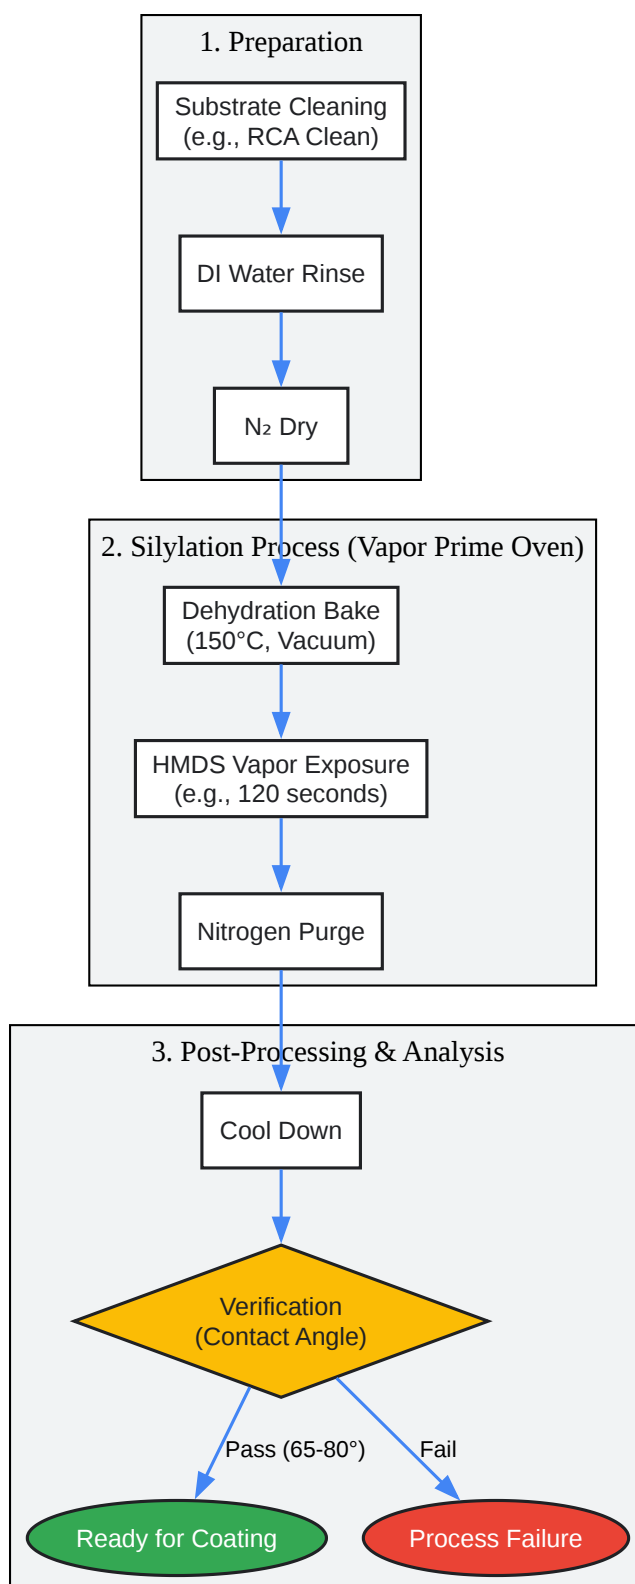 1. Preparation
Substrate Cleaning
(e.g., RCA Clean)
DI Water Rinse
N₂ Dry
2. Silylation Process (Vapor Prime Oven)
Dehydration Bake
(150°C, Vacuum)
HMDS Vapor Exposure
(e.g., 120 seconds)
Nitrogen Purge
3. Post-Processing & Analysis
Cool Down
Verification
(Contact Angle)
Pass (65-80°)
Fail
Ready for Coating
Process Failure